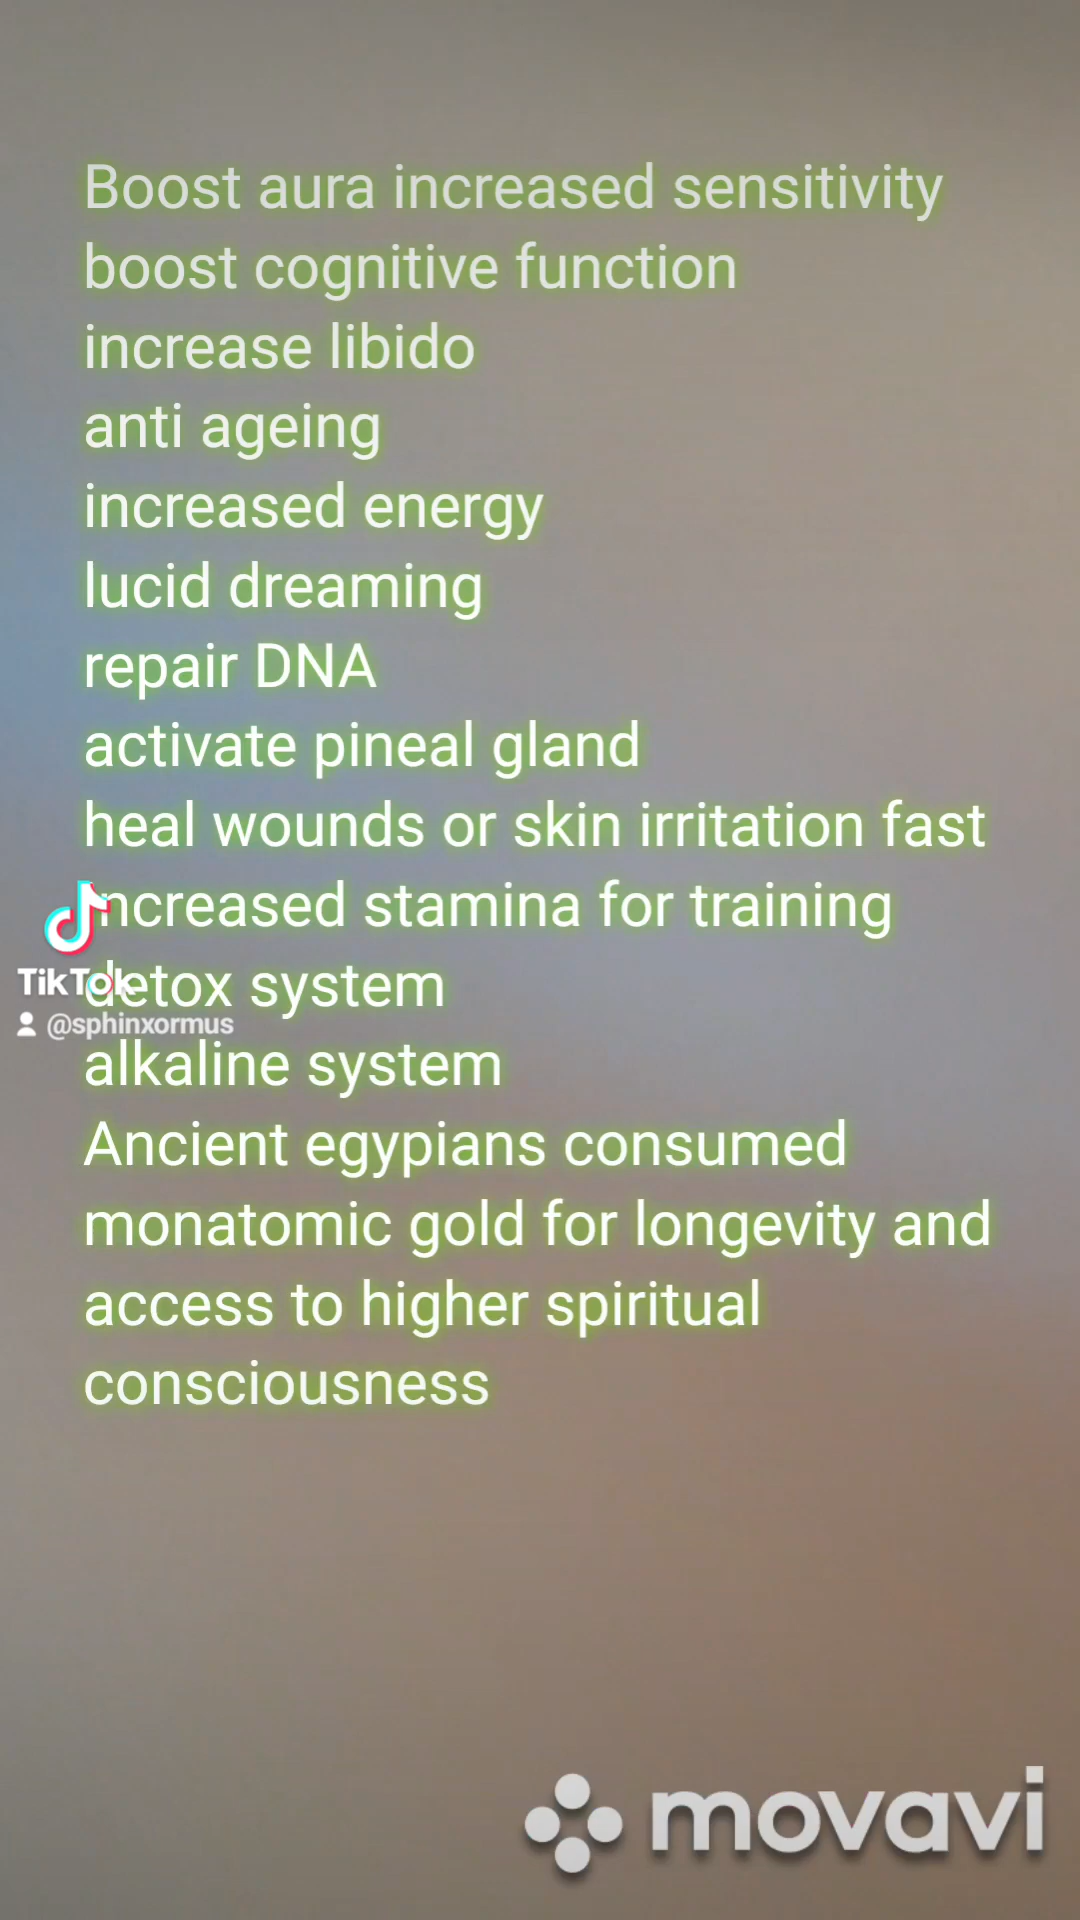 Boost aura increased sensitivity
boost cognitive function
increase libido
anti ageing
increased energy
lucid dreaming
repair DNA
activate pineal gland
heal wounds or skin irritation fast
increased stamina for training
detox system
TikTok
@sphinxormus
alkaline system
Ancient egypians consumed
monatomic gold for longevity and
access to higher spiritual
consciousness
movavi